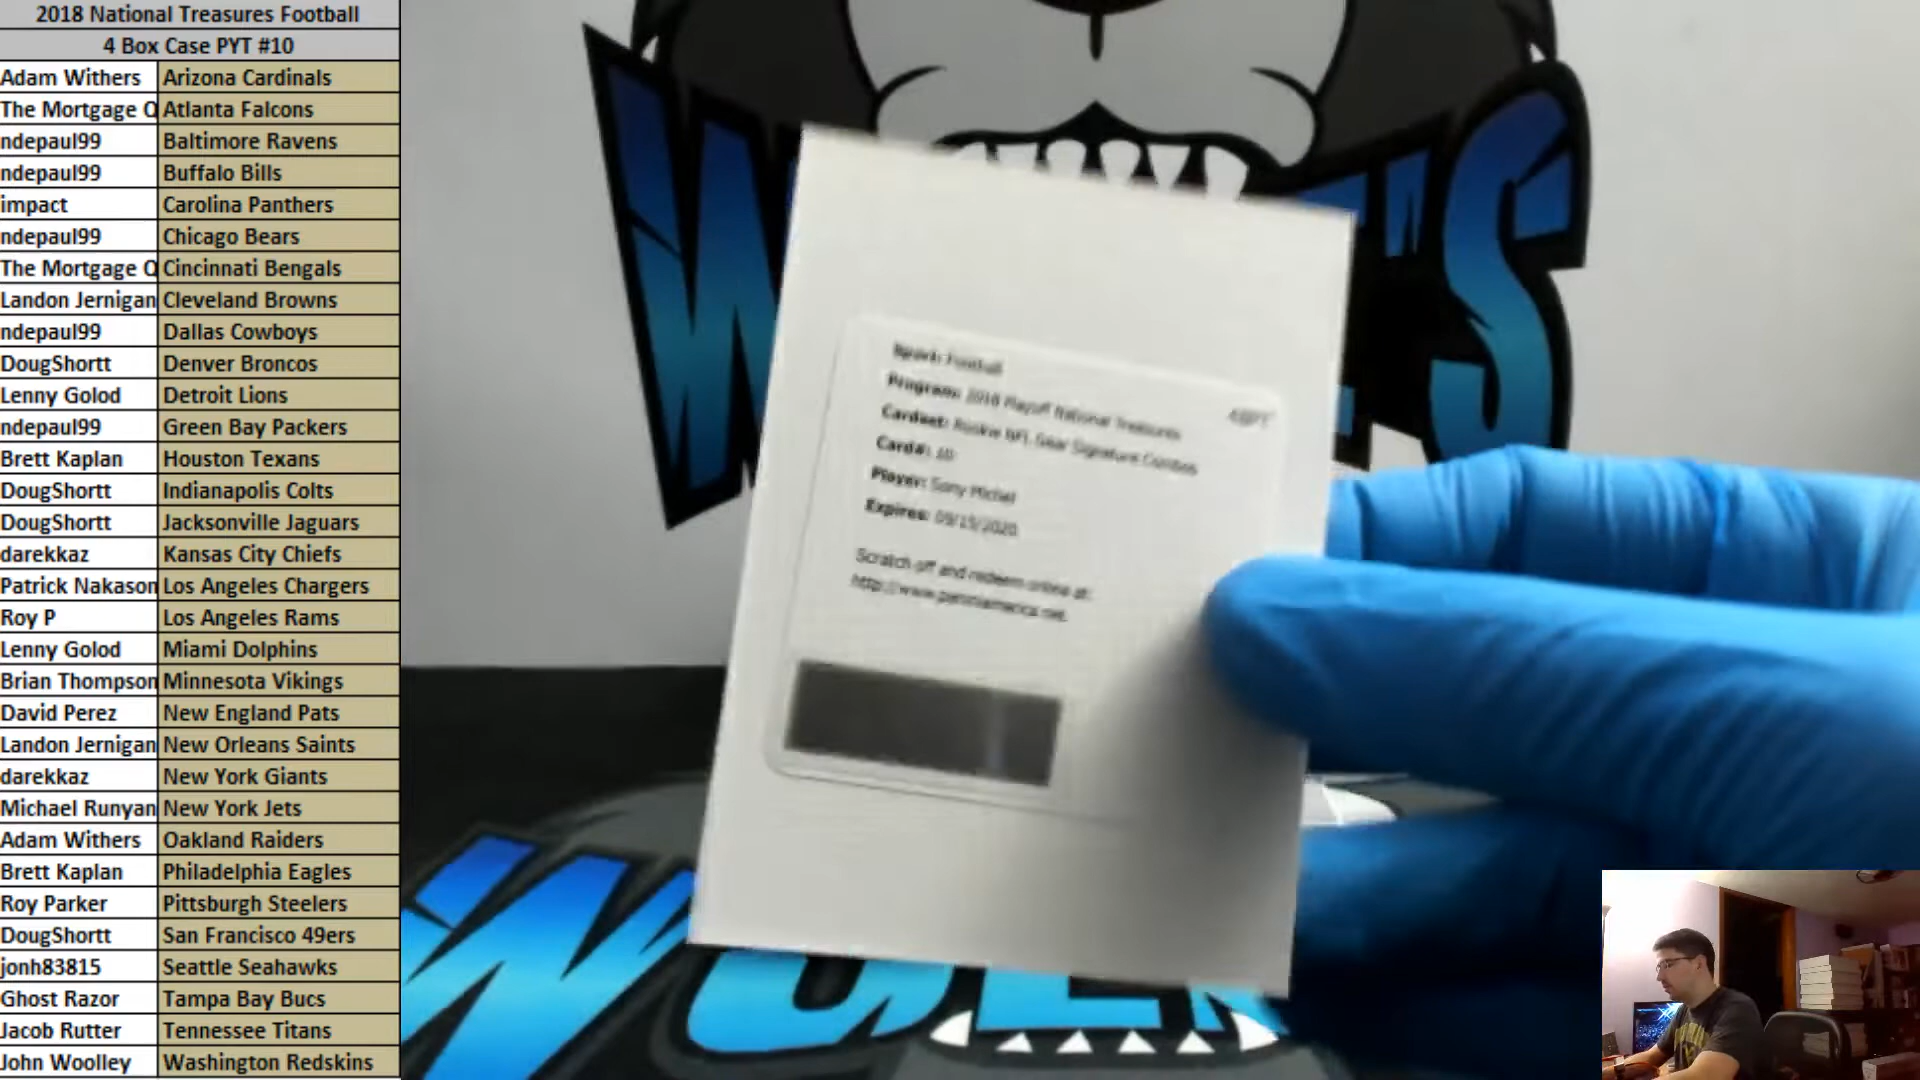 2018 National Treasures Football
4 Box Case PYT #10
Adam Withers Arizona Cardinals
The Mortgage Q Atlanta Falcons
ndepaul99 Baltimore Ravens
ndepaul99 Buffalo Bills
impact Carolina Panthers
ndepaul99 Chicago Bears
The Mortgage Q Cincinnati Bengals
Landon Jernigan Cleveland Browns
ndepaul99 Dallas Cowboys
DougShortt Denver Broncos
Lenny Golod Detroit Lions
ndepaul99 Green Bay Packers
Brett Kaplan Houston Texans
DougShortt Indianapolis Colts
DougShortt Jacksonville Jaguars
darekkaz Kansas City Chiefs
Patrick Nakason Los Angeles Chargers
Roy P Los Angeles Rams
Lenny Golod Miami Dolphins
Brian Thompson Minnesota Vikings
David Perez New England Pats
Landon Jernigan New Orleans Saints
darekkaz New York Giants
Michael Runyan New York Jets
Adam Withers Oakland Raiders
Brett Kaplan Philadelphia Eagles
Roy Parker Pittsburgh Steelers
DougShortt San Francisco 49ers
jonh83815 Seattle Seahawks
Ghost Razor Tampa Bay Bucs
Jacob Rutter Tennessee Titans
John Woolley Washington Redskins
Sport: Football
Program: 2018 Playoff National Treasures
Cardset: Rookie NFL Gear Signature Combos
Card#: 10
Player: Sony Michel
Expires: 09/15/2020
Scratch off and redeem online at:
http://www.paniniamerica.net